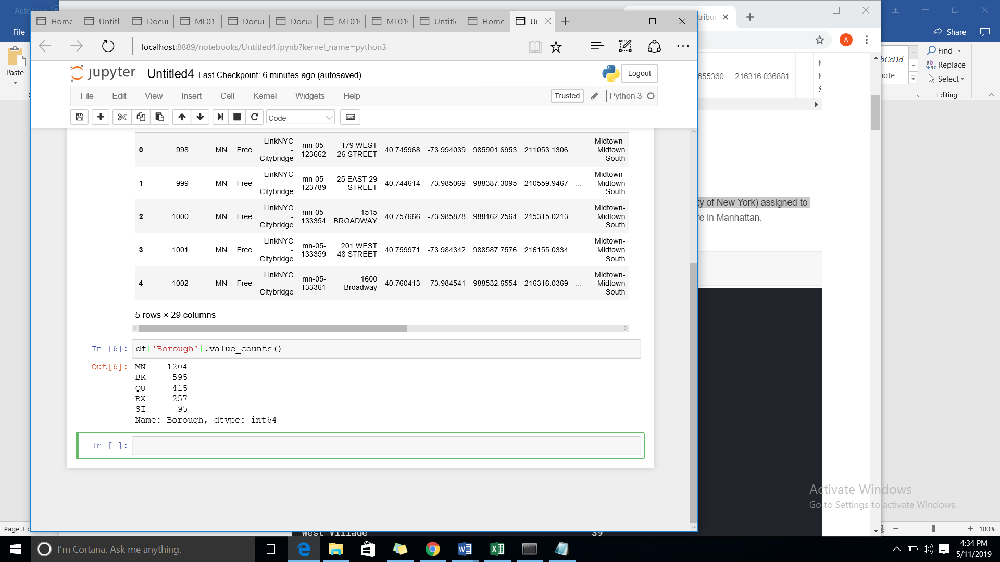 AutoSave
Home Untitl Docur ML01 Docur Docur ML01 ML01 Untitl Home U
tribut
File
Share
localhost:8889/notebooks/Untitled4.ipynb?kernel_name=python3
A
Paste
Find
Replace
Select
Editing
bCcDd
uote
jupyter Untitled4 Last Checkpoint: 6 minutes ago (autosaved)
Logout
655360 216316.036881 ...
File Edit View Insert Cell Kernel Widgets Help
Trusted Python 3 O
Code
0 998 MN Free LinkNYC - Citybridge mn-05-123662 179 WEST 26 STREET 40.745968 -73.994039 985901.6953 211053.1306 ... Midtown-Midtown South
1 999 MN Free LinkNYC - Citybridge mn-05-123789 25 EAST 29 STREET 40.744614 -73.985069 988387.3095 210559.9467 ... Midtown-Midtown South
2 1000 MN Free LinkNYC - Citybridge mn-05-133354 1515 BROADWAY 40.757666 -73.985878 988162.2564 215315.0213 ... Midtown-Midtown South
3 1001 MN Free LinkNYC - Citybridge mn-05-133359 201 WEST 48 STREET 40.759971 -73.984342 988587.7576 216155.0334 ... Midtown-Midtown South
4 1002 MN Free LinkNYC - Citybridge mn-05-133361 1600 Broadway 40.760413 -73.984541 988532.6554 216316.0369 ... Midtown-Midtown South
ty of New York) assigned to
re in Manhattan.
5 rows × 29 columns
In [6]: df['Borough'].value_counts()
Out[6]: MN 1204
BK 595
QU 415
BX 257
SI 95
Name: Borough, dtype: int64
In [ ]:
Activate Windows
Go to Settings to activate Windows.
Page 3
West Village 39
100%
I'm Cortana. Ask me anything.
4:34 PM
5/11/2019